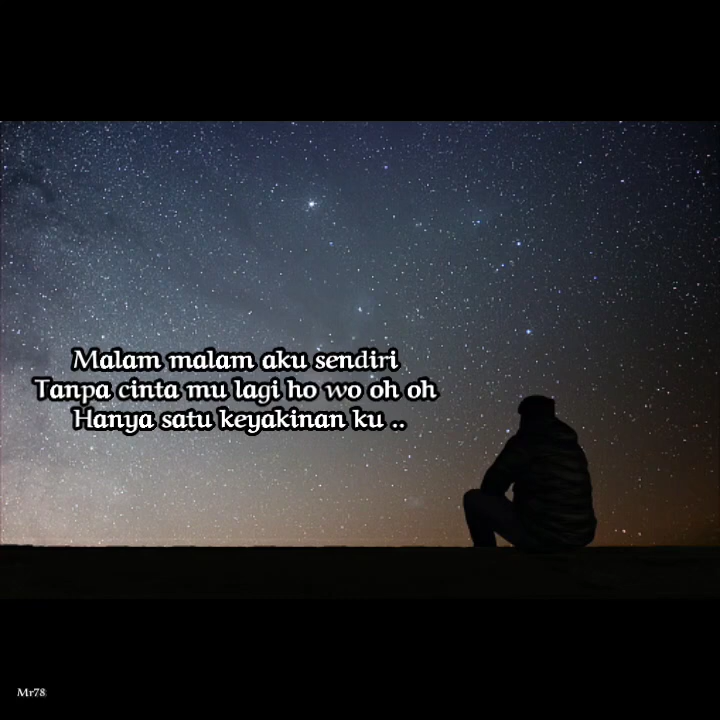 Malam malam aku sendiri
Tanpa cinta mu lagi ho wo oh oh
Hanya satu keyakinan ku ..
Mr78